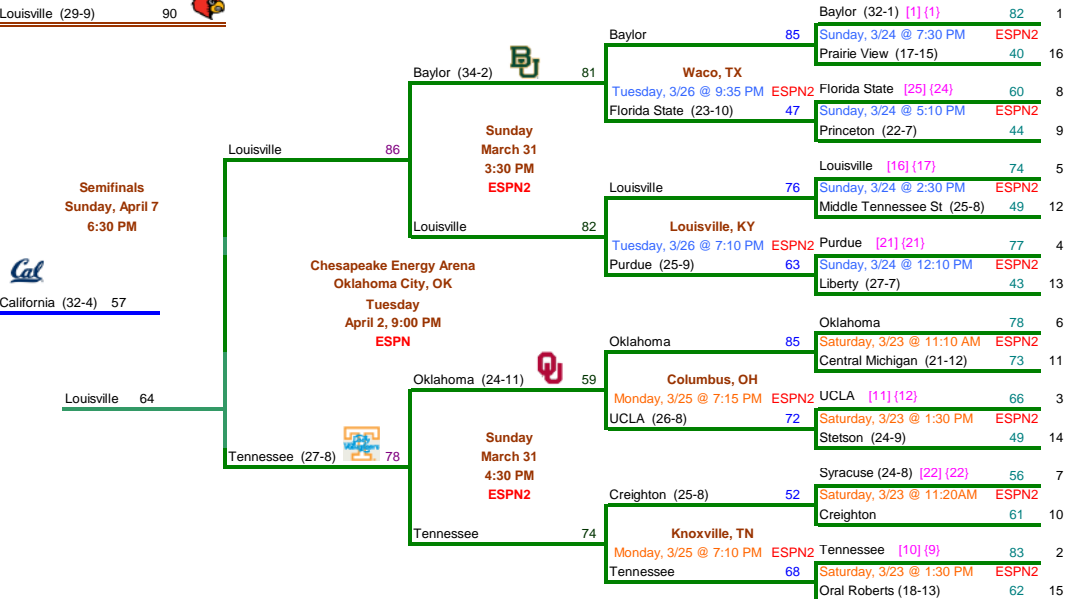 Louisville (29-9) 90
Baylor (32-1) [1] {1} 82 1
Baylor 85 Sunday, 3/24 @ 7:30 PM ESPN2
Prairie View (17-15) 40 16
Baylor (34-2) BU 81 Waco, TX
Tuesday, 3/26 @ 9:35 PM ESPN2 Florida State [25] {24} 60 8
Florida State (23-10) 47 Sunday, 3/24 @ 5:10 PM ESPN2
Sunday Princeton (22-7) 44 9
Louisville 86 March 31
3:30 PM Louisville [16] {17} 74 5
Semifinals ESPN2 Louisville 76 Sunday, 3/24 @ 2:30 PM ESPN2
Sunday, April 7 Middle Tennessee St (25-8) 49 12
6:30 PM Louisville 82 Louisville, KY
Tuesday, 3/26 @ 7:10 PM ESPN2 Purdue [21] {21} 77 4
Cal Chesapeake Energy Arena Purdue (25-9) 63 Sunday, 3/24 @ 12:10 PM ESPN2
Oklahoma City, OK Liberty (27-7) 43 13
California (32-4) 57 Tuesday
April 2, 9:00 PM Oklahoma 78 6
ESPN Oklahoma 85 Saturday, 3/23 @ 11:10 AM ESPN2
Central Michigan (21-12) 73 11
Oklahoma (24-11) OU 59 Columbus, OH
Louisville 64 Monday, 3/25 @ 7:15 PM ESPN2 UCLA [11] {12} 66 3
UCLA (26-8) 72 Saturday, 3/23 @ 1:30 PM ESPN2
Sunday Stetson (24-9) 49 14
Tennessee (27-8) T 78 March 31
4:30 PM Syracuse (24-8) [22] {22} 56 7
ESPN2 Creighton (25-8) 52 Saturday, 3/23 @ 11:20AM ESPN2
Creighton 61 10
Tennessee 74 Knoxville, TN
Monday, 3/25 @ 7:10 PM ESPN2 Tennessee [10] {9} 83 2
Tennessee 68 Saturday, 3/23 @ 1:30 PM ESPN2
Oral Roberts (18-13) 62 15